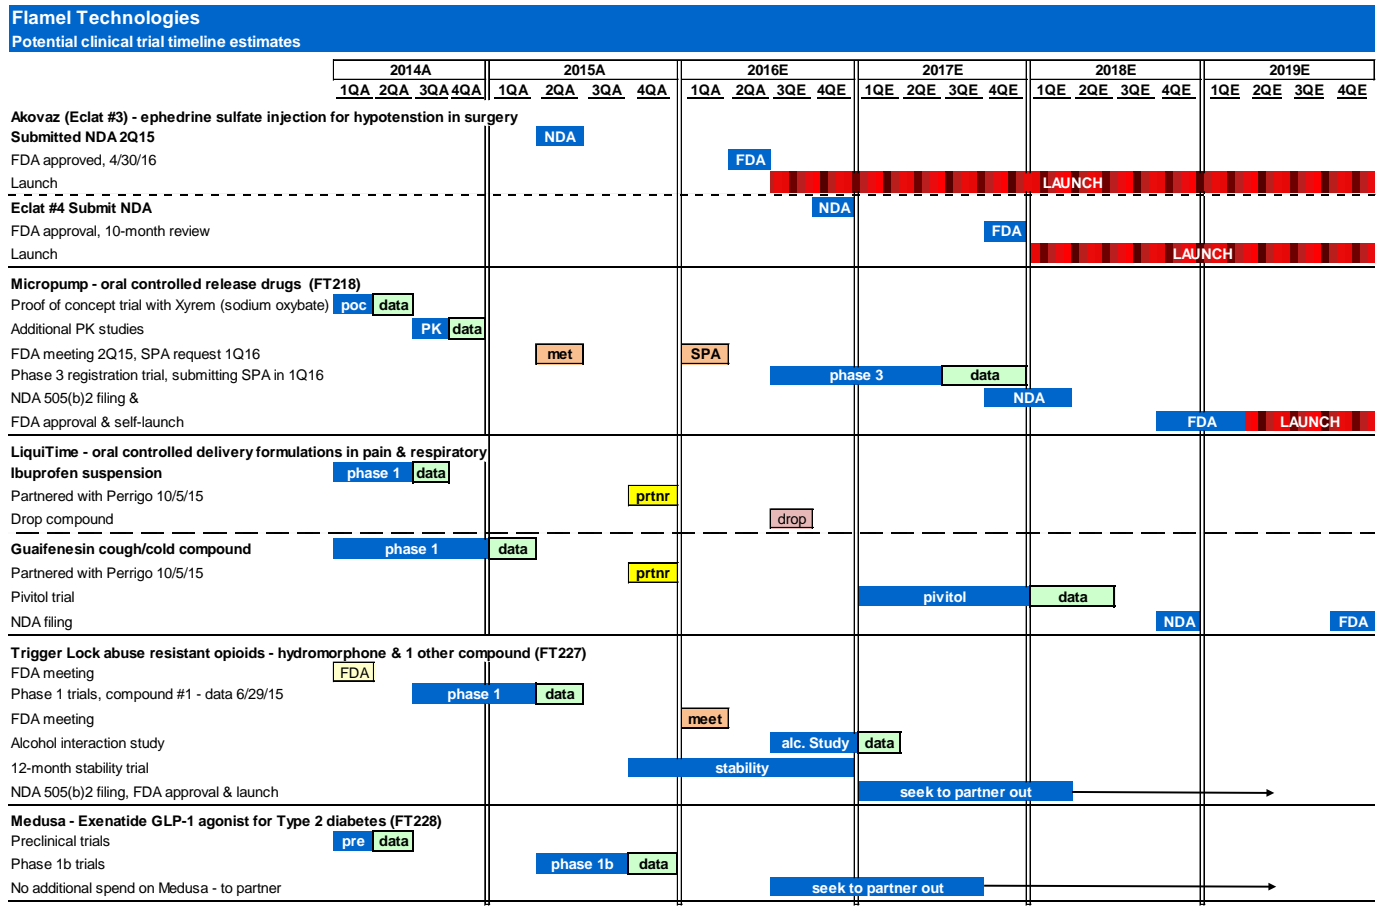 Flamel Technologies
Potential clinical trial timeline estimates
2014A 2015A 2016E 2017E 2018E 2019E
1QA 2QA 3QA 4QA 1QA 2QA 3QA 4QA 1QA 2QA 3QE 4QE 1QE 2QE 3QE 4QE 1QE 2QE 3QE 4QE 1QE 2QE 3QE 4QE
Akovaz (Eclat #3) - ephedrine sulfate injection for hypotenstion in surgery
Submitted NDA 2Q15 NDA
FDA approved, 4/30/16 FDA
Launch LAUNCH
Eclat #4 Submit NDA NDA
FDA approval, 10-month review FDA
Launch LAUNCH
Micropump - oral controlled release drugs (FT218)
Proof of concept trial with Xyrem (sodium oxybate) poc data
Additional PK studies PK data
FDA meeting 2Q15, SPA request 1Q16 met SPA
Phase 3 registration trial, submitting SPA in 1Q16 phase 3 data
NDA 505(b)2 filing & NDA
FDA approval & self-launch FDA LAUNCH
LiquiTime - oral controlled delivery formulations in pain & respiratory
Ibuprofen suspension phase 1 data
Partnered with Perrigo 10/5/15 prtnr
Drop compound drop
Guaifenesin cough/cold compound phase 1 data
Partnered with Perrigo 10/5/15 prtnr
Pivitol trial pivitol data
NDA filing NDA FDA
Trigger Lock abuse resistant opioids - hydromorphone & 1 other compound (FT227)
FDA meeting FDA
Phase 1 trials, compound #1 - data 6/29/15 phase 1 data
FDA meeting meet
Alcohol interaction study alc. Study data
12-month stability trial stability
NDA 505(b)2 filing, FDA approval & launch seek to partner out
Medusa - Exenatide GLP-1 agonist for Type 2 diabetes (FT228)
Preclinical trials pre data
Phase 1b trials phase 1b data
No additional spend on Medusa - to partner seek to partner out